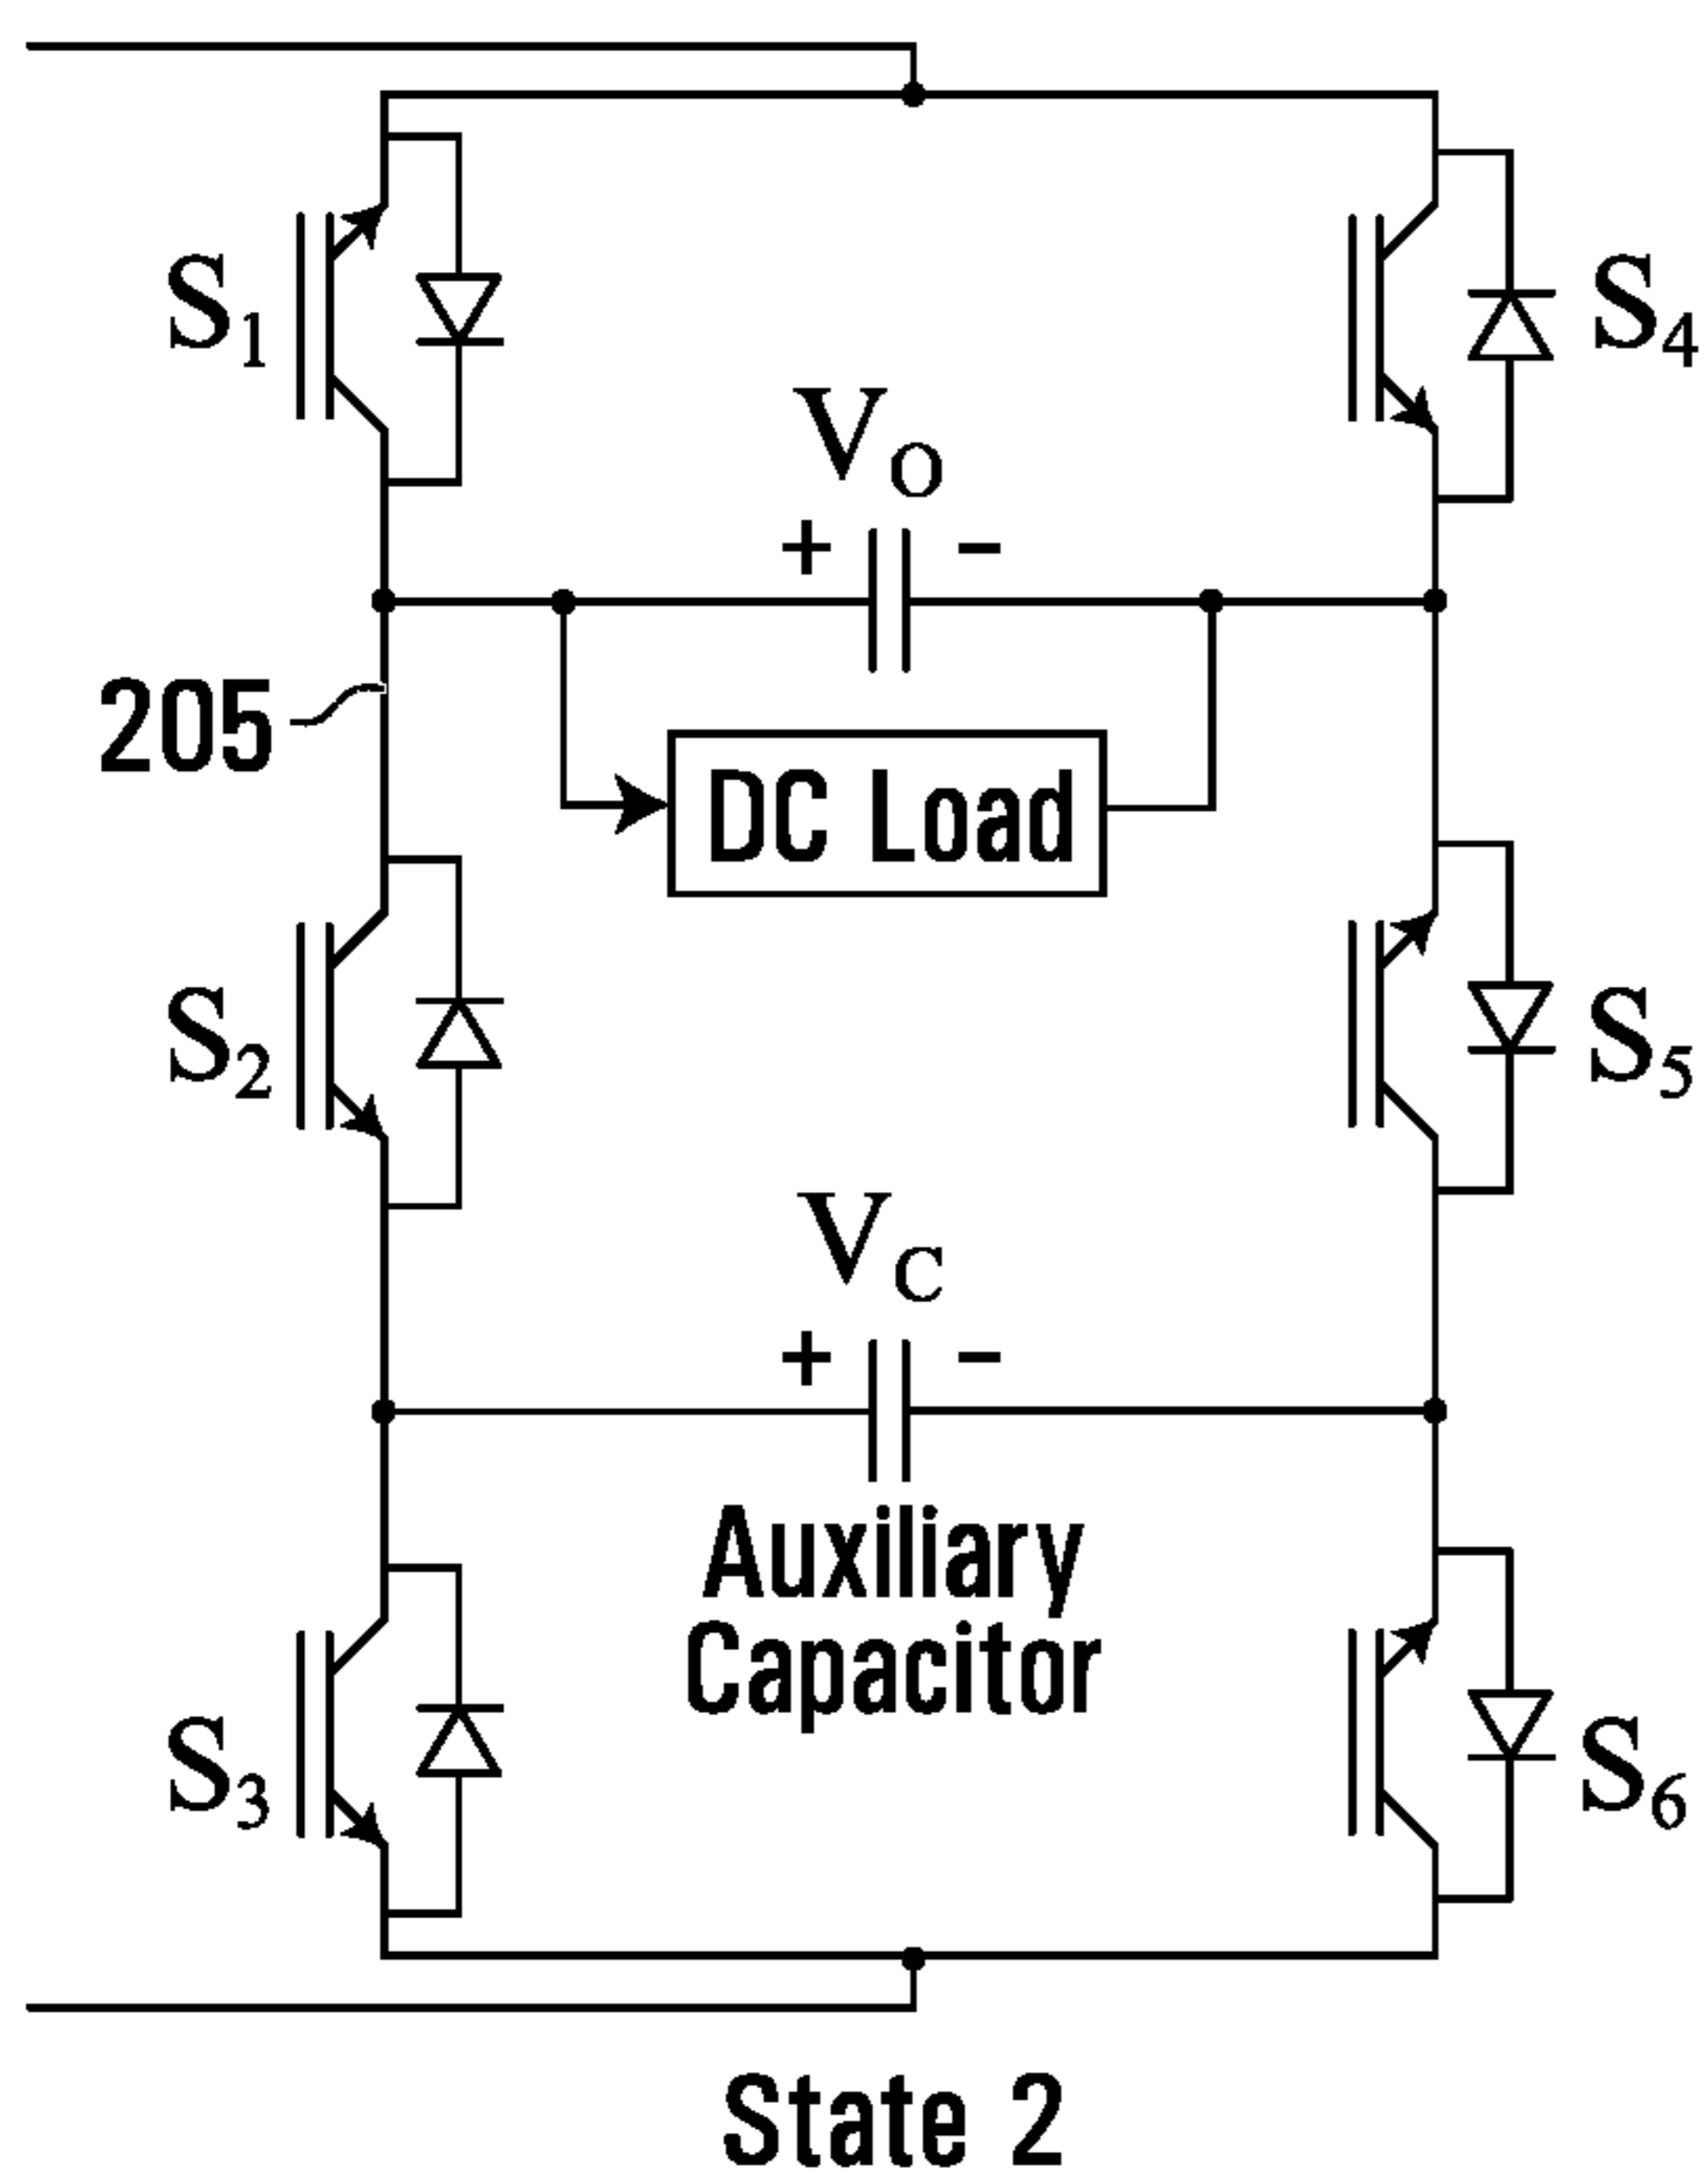 S1
S4
VO
+ −
205
DC Load
S2
S5
VC
+ −
Auxiliary
Capacitor
S3
S6
State 2